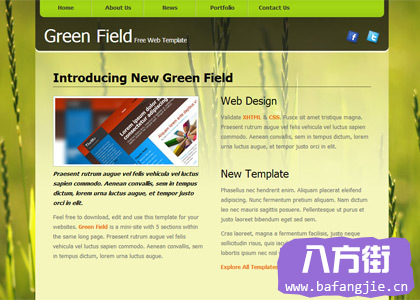 Home About Us News Portfolio Contact Us
Green Field Free Web Template
Introducing New Green Field
Praesent rutrum augue vel felis vehicula vel luctus
sapien commodo. Aenean convallis, sem in tempus
dictum, lorem urna luctus augue, et tempor justo
orci in elit.
Feel free to download, edit and use this template for your
websites. Green Field is a mini-site with 5 sections within
the same long page. Praesent rutrum augue vel felis
vehicula vel luctus sapien commodo. Aenean convallis, sem
in tempus dictum, lorem urna luctus augue.
Web Design
Validate XHTML & CSS. Fusce sit amet tristique magna.
Praesent rutrum augue vel felis vehicula vel luctus sapien
commodo. Aenean convallis, sem in tempus dictum, lorem
urna luctus augue, et tempor justo orci in elit.
New Template
Phasellus nec hendrerit enim. Aliquam placerat eleifend
adipiscing. Nunc fermentum pretium aliquam. Nam dictum
leo nec mauris sagittis posuere. Pellentesque ut purus et
justo laoreet bibendum eget sed sem.
Cras laoreet, magna a fermentum facilisis, justo neque
sollicitudin risus, quis iac
libero ipsum nec nisl
Explore All Templates
八方街
www.bafangjie.cn